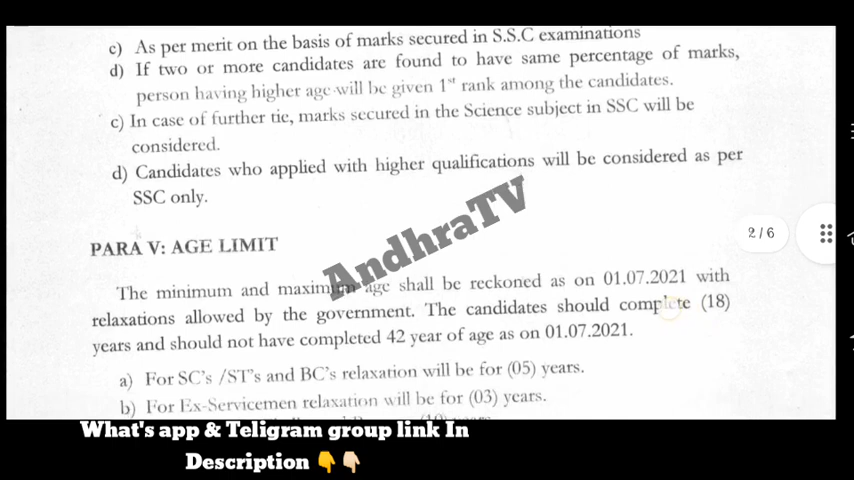 c) As per merit on the basis of marks secured in S.S.C examinations
d) If two or more candidates are found to have same percentage of marks,
person having higher age will be given 1st rank among the candidates.
c) In case of further tie, marks secured in the Science subject in SSC will be
considered.
d) Candidates who applied with higher qualifications will be considered as per
SSC only.
AndhraTV
2 / 6
PARA V: AGE LIMIT
The minimum and maximum age shall be reckoned as on 01.07.2021 with
relaxations allowed by the government. The candidates should complete (18)
years and should not have completed 42 year of age as on 01.07.2021.
a) For SC's /ST's and BC's relaxation will be for (05) years.
b) For Ex-Servicemen relaxation will be for (03) years.
What's app & Teligram group link In
Description 👇👇🏻